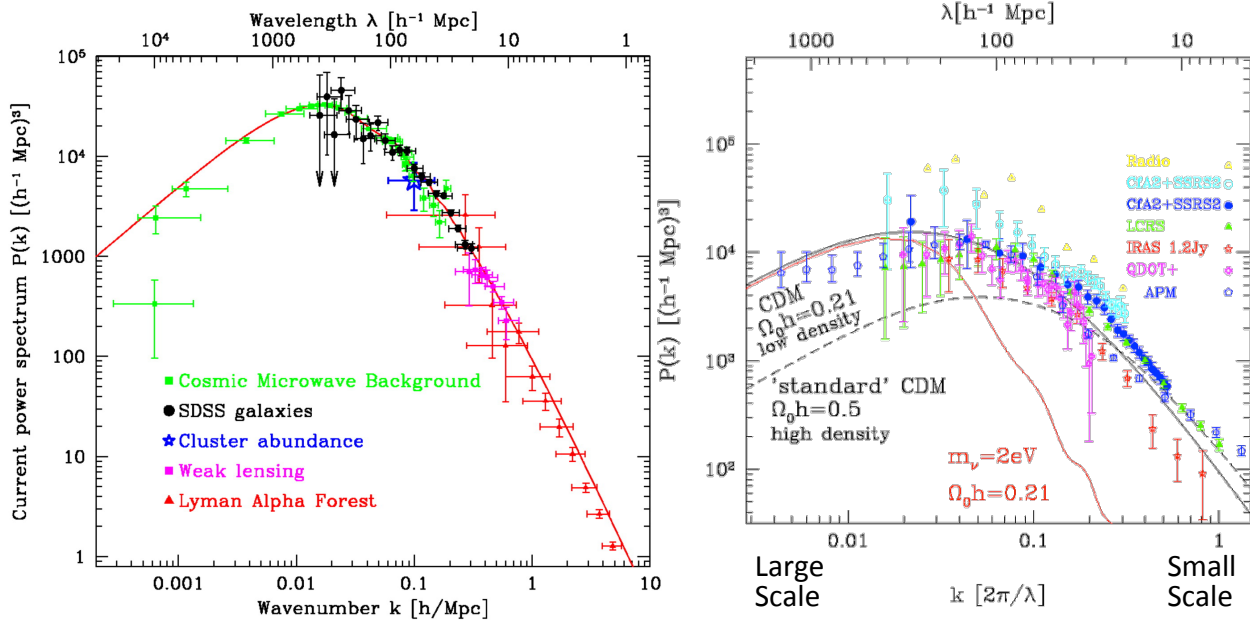 Wavelength λ [h⁻¹ Mpc]
10⁴ 1000 100 10 1
Current power spectrum P(k) [(h⁻¹ Mpc)³]
10⁵
10⁴
1000
100
10
1
Cosmic Microwave Background
SDSS galaxies
Cluster abundance
Weak lensing
Lyman Alpha Forest
0.001 0.01 0.1 1 10
Wavenumber k [h/Mpc]
λ[h⁻¹ Mpc]
1000 100 10
P(k) [(h⁻¹ Mpc)³]
10⁶
10⁵
10⁴
10³
10²
Radio
CfA2+SSRS2
CfA2+SSRS2
LCRS
IRAS 1.2Jy
QDOT+
APM
CDM
Ω₀h=0.21
low density
'standard' CDM
Ω₀h=0.5
high density
m_ν=2eV
Ω₀h=0.21
0.01 0.1 1
Large
Scale
k [2π/λ]
Small
Scale